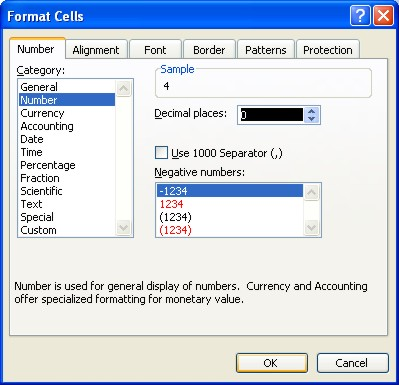 Format Cells
Number Alignment Font Border Patterns Protection
Category:
General
Number
Currency
Accounting
Date
Time
Percentage
Fraction
Scientific
Text
Special
Custom
Sample
4
Decimal places: 0
Use 1000 Separator (,)
Negative numbers:
-1234
1234
(1234)
(1234)
Number is used for general display of numbers. Currency and Accounting
offer specialized formatting for monetary value.
OK Cancel